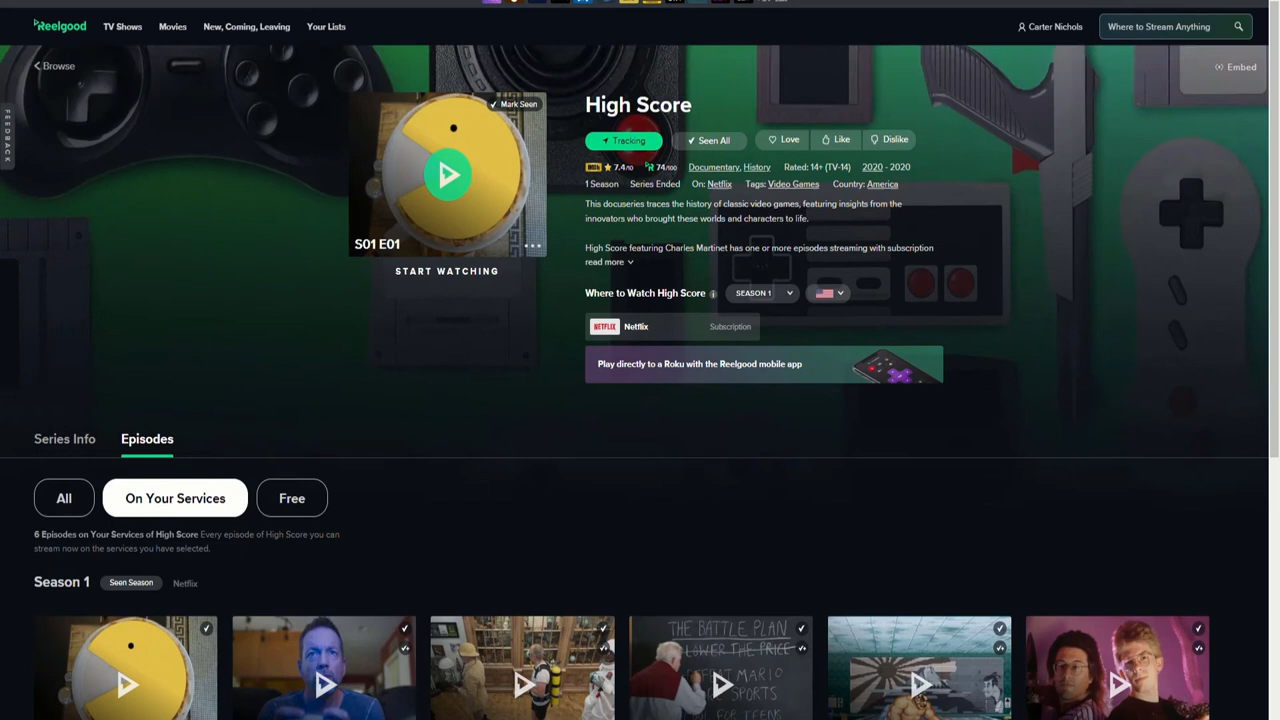 Reelgood
TV Shows
Movies
New, Coming, Leaving
Your Lists
Carter Nichols
Where to Stream Anything
Browse
Embed
FEEDBACK
Mark Seen
S01 E01
START WATCHING
High Score
Tracking
Seen All
Love
Like
Dislike
IMDb 7.4/10 R 74/100 Documentary, History Rated: 14+ (TV-14) 2020 - 2020
1 Season Series Ended On: Netflix Tags: Video Games Country: America
This docuseries traces the history of classic video games, featuring insights from the
innovators who brought these worlds and characters to life.
High Score featuring Charles Martinet has one or more episodes streaming with subscription
read more
Where to Watch High Score
SEASON 1
NETFLIX Netflix Subscription
Play directly to a Roku with the Reelgood mobile app
Series Info
Episodes
All
On Your Services
Free
6 Episodes on Your Services of High Score Every episode of High Score you can
stream now on the services you have selected.
Season 1
Seen Season
Netflix
THE BATTLE PLAN
LOWER THE PRICE
MARIO
SPORTS
FOR TEENS